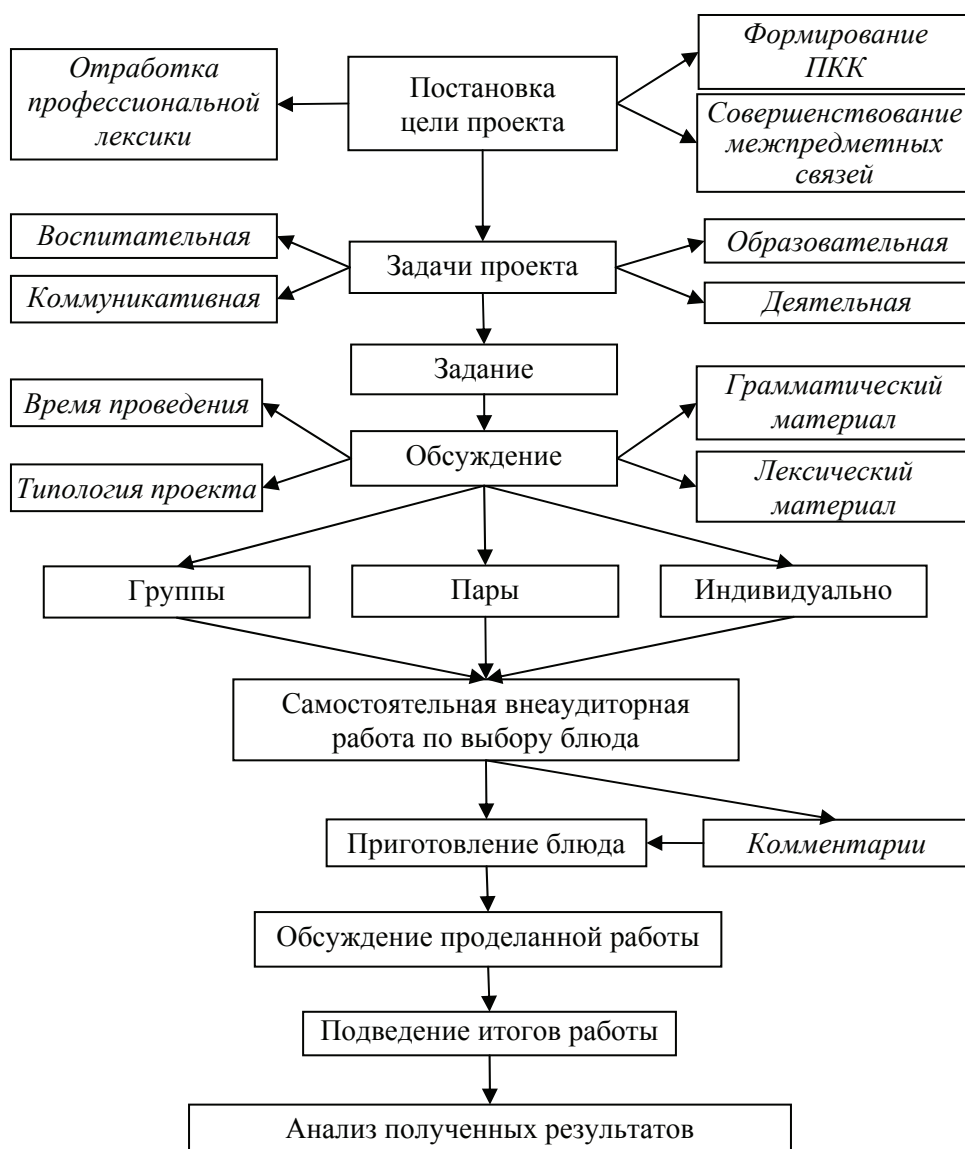 Отработка
профессиональной
лексики
Постановка
цели проекта
Формирование
ПКК
Совершенствование
межпредметных
связей
Воспитательная
Коммуникативная
Задачи проекта
Образовательная
Деятельная
Задание
Время проведения
Типология проекта
Обсуждение
Грамматический
материал
Лексический
материал
Группы
Пары
Индивидуально
Самостоятельная внеаудиторная
работа по выбору блюда
Приготовление блюда
Комментарии
Обсуждение проделанной работы
Подведение итогов работы
Анализ полученных результатов